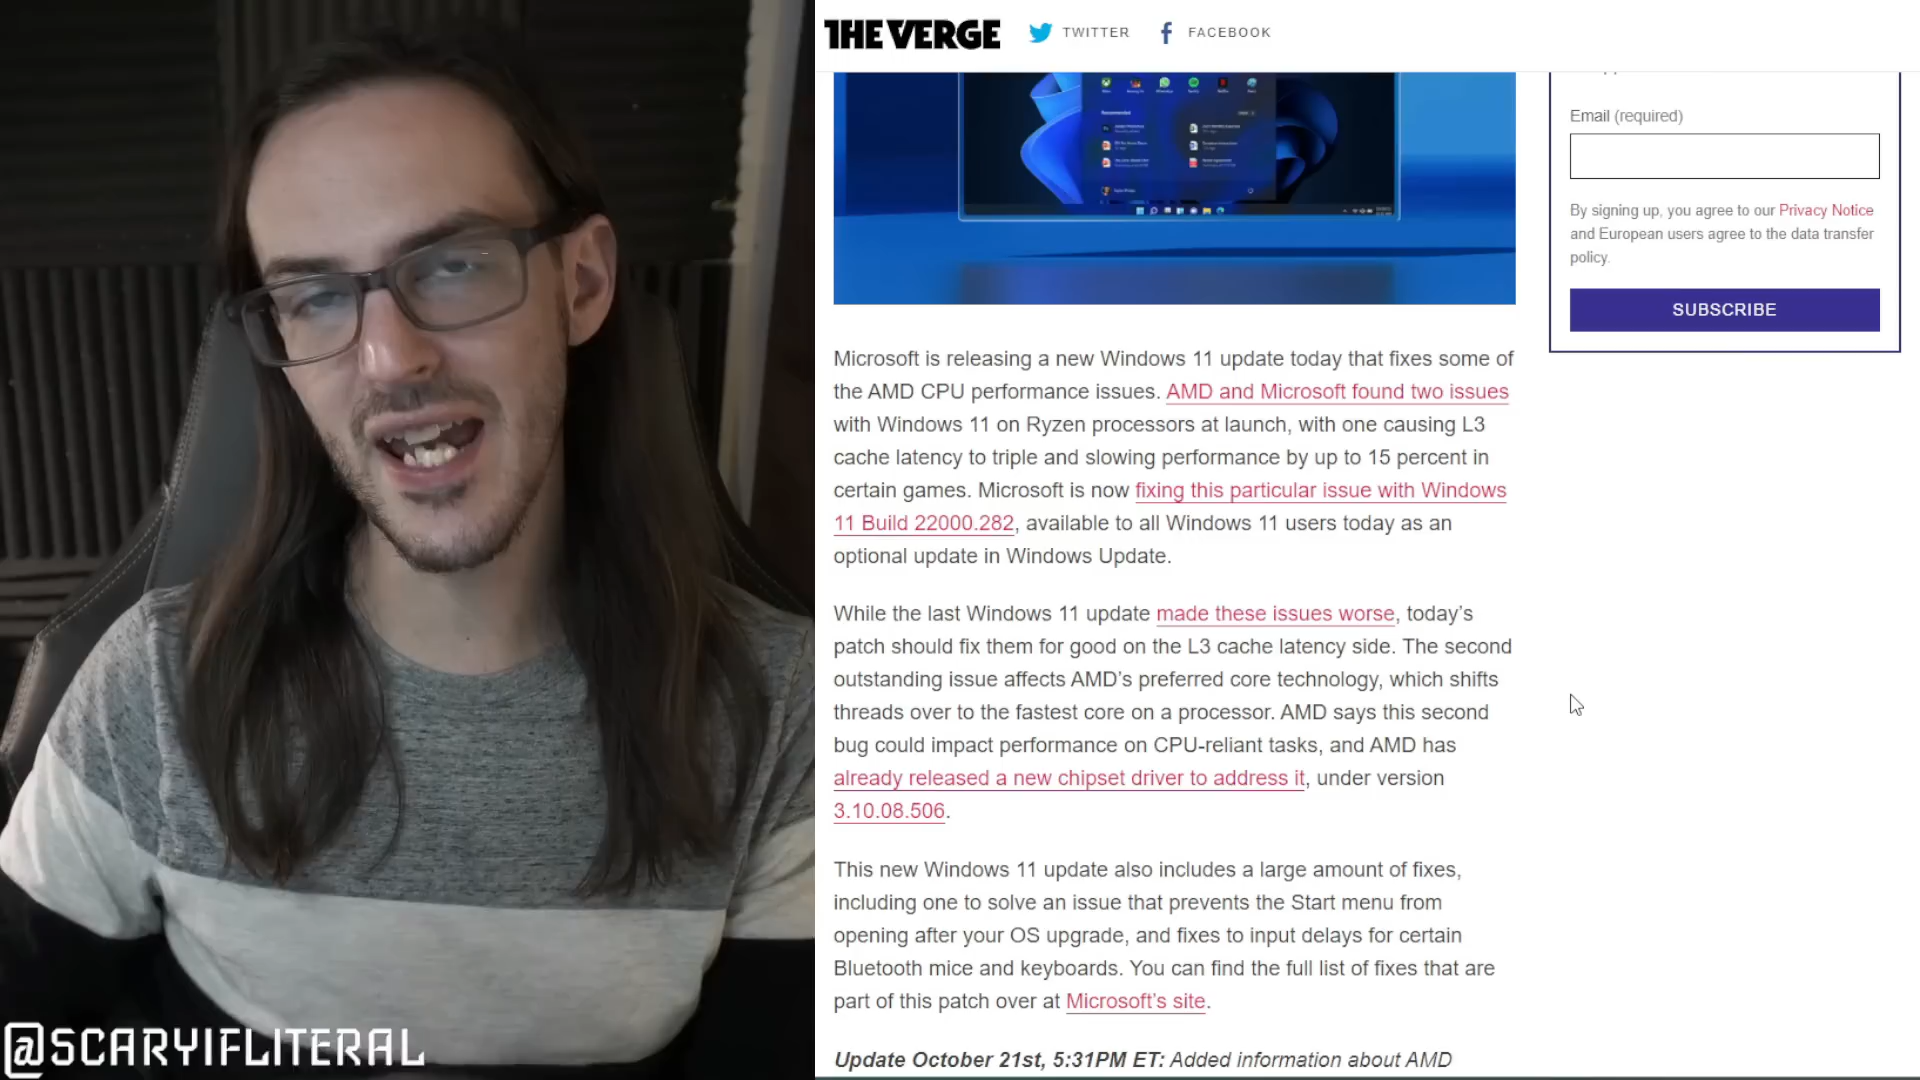 THE VERGE
TWITTER
FACEBOOK
Email (required)
By signing up, you agree to our Privacy Notice
and European users agree to the data transfer
policy.
SUBSCRIBE
Microsoft is releasing a new Windows 11 update today that fixes some of
the AMD CPU performance issues. AMD and Microsoft found two issues
with Windows 11 on Ryzen processors at launch, with one causing L3
cache latency to triple and slowing performance by up to 15 percent in
certain games. Microsoft is now fixing this particular issue with Windows
11 Build 22000.282, available to all Windows 11 users today as an
optional update in Windows Update.
While the last Windows 11 update made these issues worse, today’s
patch should fix them for good on the L3 cache latency side. The second
outstanding issue affects AMD’s preferred core technology, which shifts
threads over to the fastest core on a processor. AMD says this second
bug could impact performance on CPU-reliant tasks, and AMD has
already released a new chipset driver to address it, under version
3.10.08.506.
This new Windows 11 update also includes a large amount of fixes,
including one to solve an issue that prevents the Start menu from
opening after your OS upgrade, and fixes to input delays for certain
Bluetooth mice and keyboards. You can find the full list of fixes that are
part of this patch over at Microsoft’s site.
Update October 21st, 5:31PM ET: Added information about AMD
@SCARYIFLITERAL